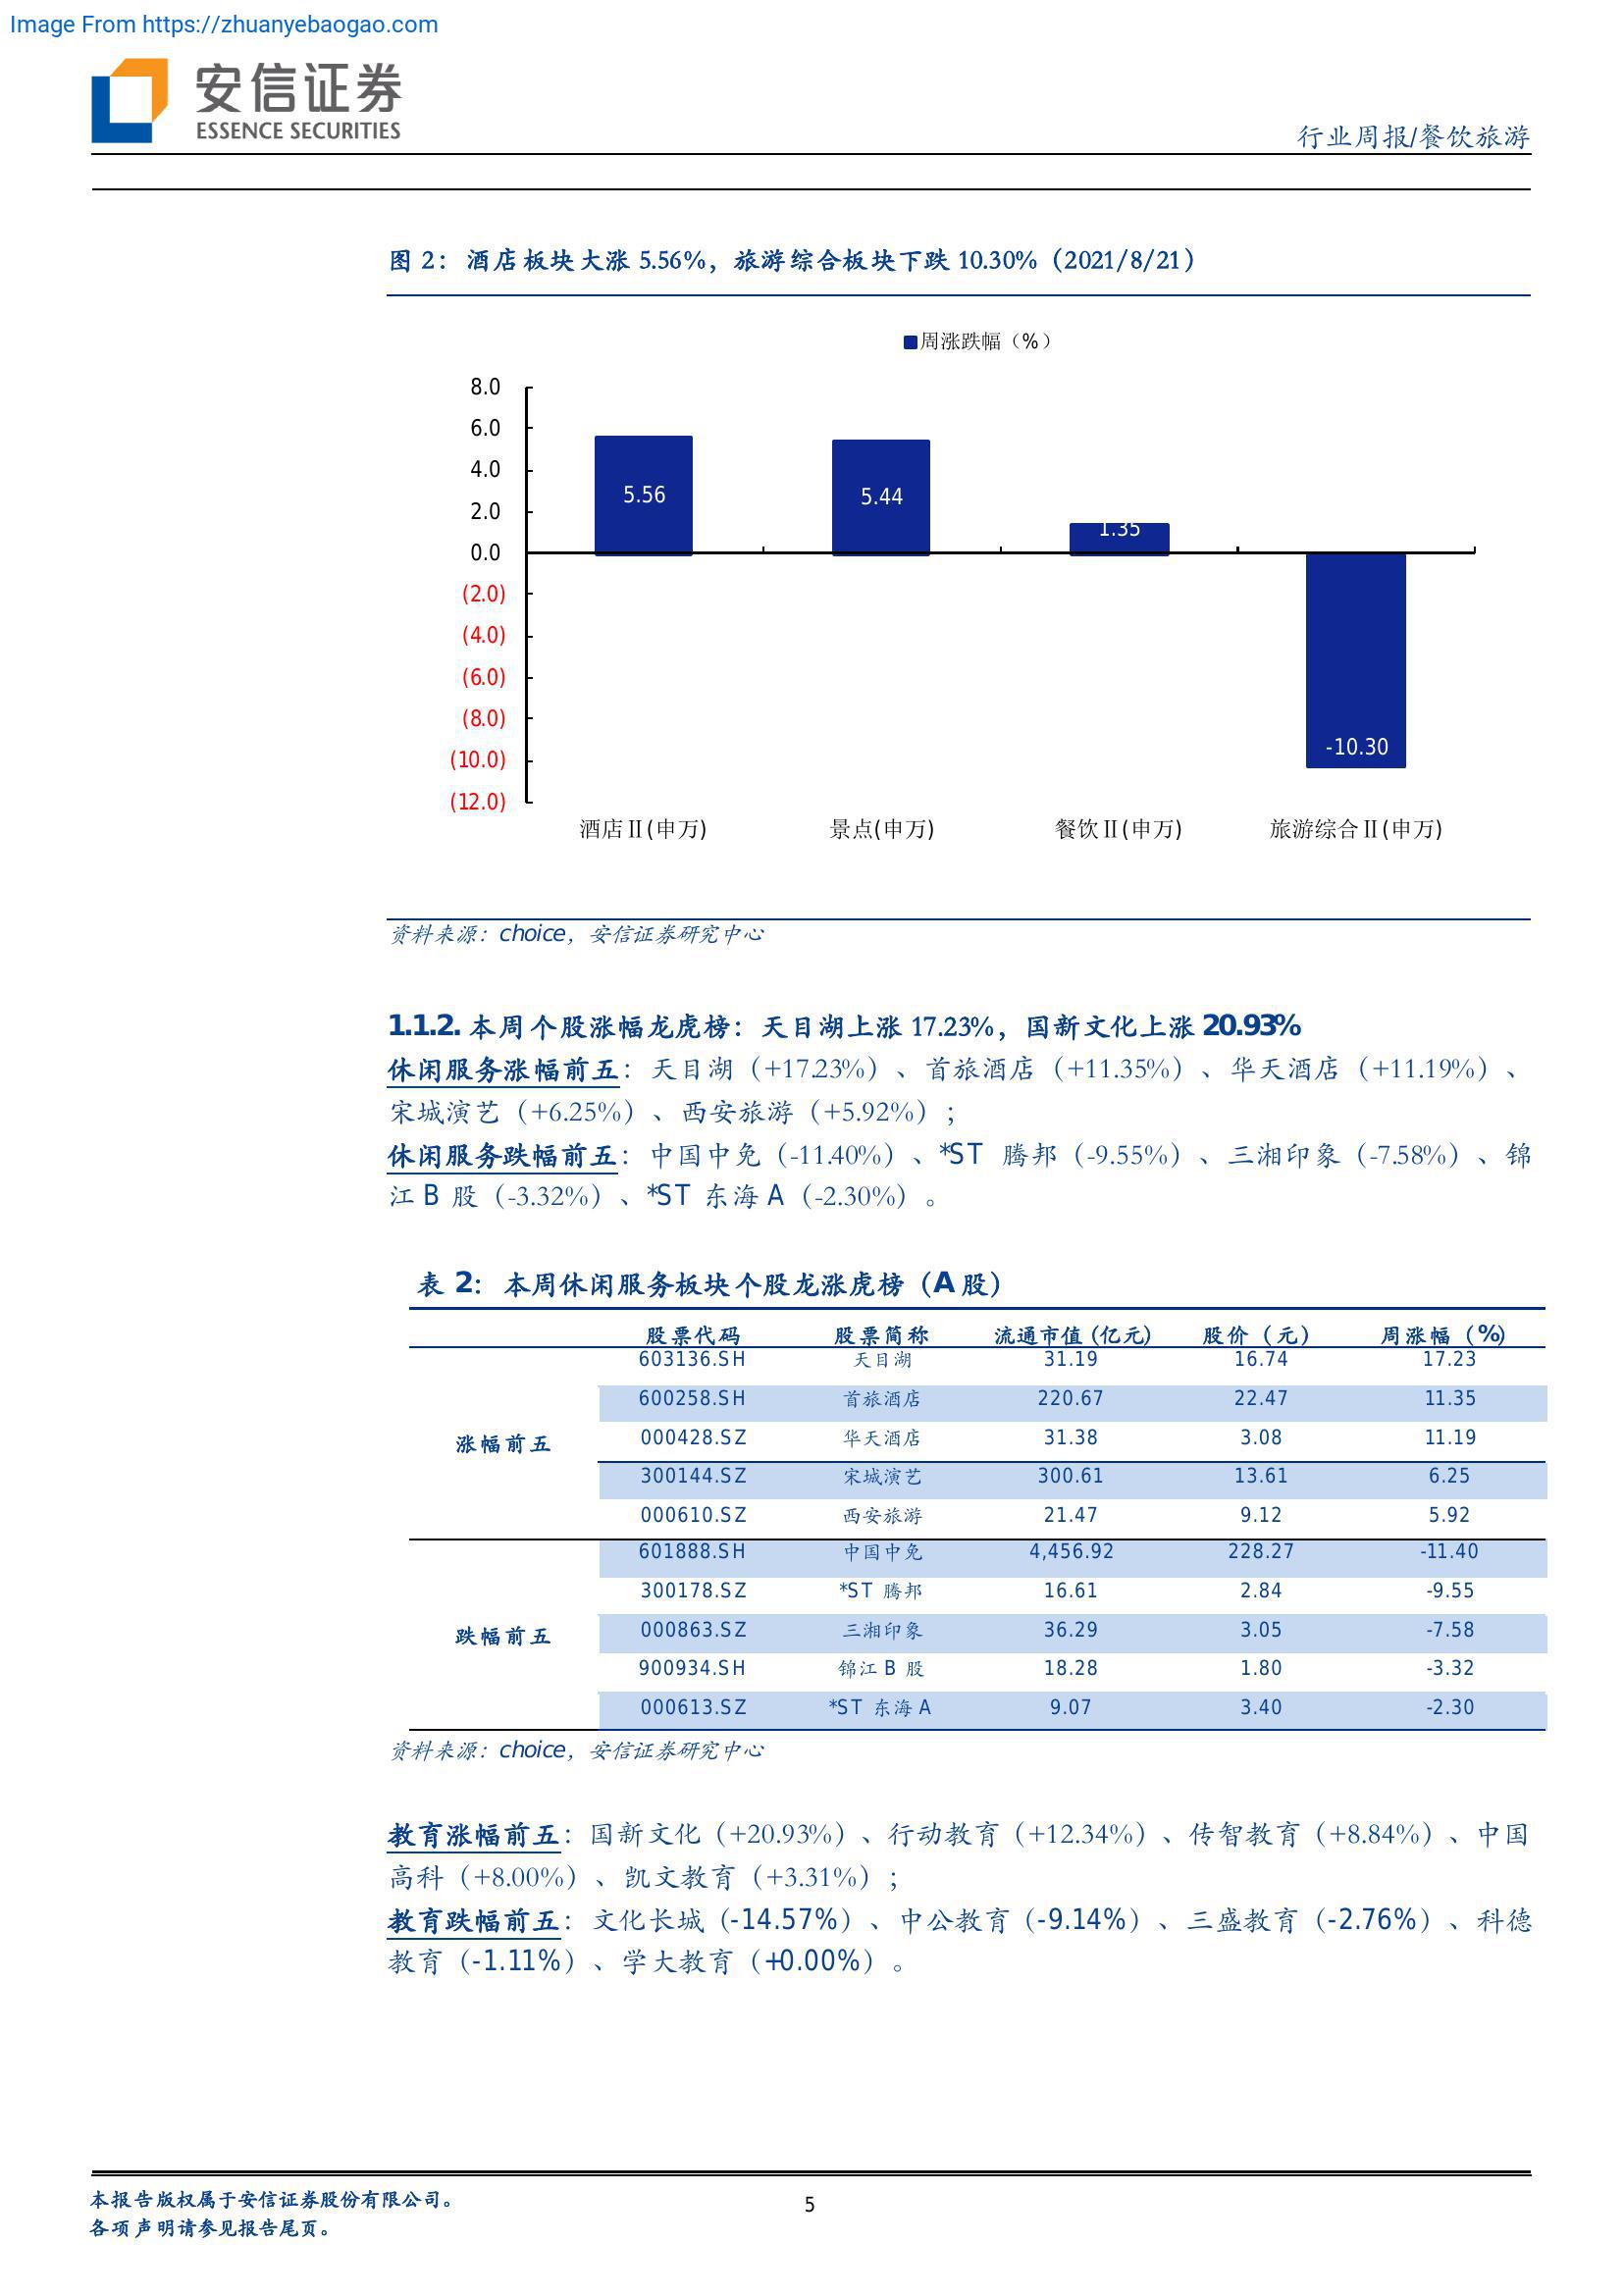 Image From https://zhuanyebaogao.com
安信证券
ESSENCE SECURITIES
行业周报/餐饮旅游
图 2：酒店板块大涨 5.56%，旅游综合板块下跌 10.30%（2021/8/21）
周涨跌幅（%）
8.0
6.0
4.0
2.0
0.0
(2.0)
(4.0)
(6.0)
(8.0)
(10.0)
(12.0)
5.56
5.44
1.35
-10.30
酒店Ⅱ(申万)
景点(申万)
餐饮Ⅱ(申万)
旅游综合Ⅱ(申万)
资料来源：choice，安信证券研究中心
1.1.2. 本周个股涨幅龙虎榜：天目湖上涨 17.23%，国新文化上涨 20.93%
休闲服务涨幅前五：天目湖（+17.23%）、首旅酒店（+11.35%）、华天酒店（+11.19%）、
宋城演艺（+6.25%）、西安旅游（+5.92%）；
休闲服务跌幅前五：中国中免（-11.40%）、*ST 腾邦（-9.55%）、三湘印象（-7.58%）、锦
江 B 股（-3.32%）、*ST 东海 A（-2.30%）。
表 2：本周休闲服务板块个股龙涨虎榜（A 股）
股票代码 股票简称 流通市值(亿元) 股价（元） 周涨幅（%）
603136.SH 天目湖 31.19 16.74 17.23
600258.SH 首旅酒店 220.67 22.47 11.35
涨幅前五 000428.SZ 华天酒店 31.38 3.08 11.19
300144.SZ 宋城演艺 300.61 13.61 6.25
000610.SZ 西安旅游 21.47 9.12 5.92
601888.SH 中国中免 4,456.92 228.27 -11.40
300178.SZ *ST 腾邦 16.61 2.84 -9.55
跌幅前五 000863.SZ 三湘印象 36.29 3.05 -7.58
900934.SH 锦江 B 股 18.28 1.80 -3.32
000613.SZ *ST 东海 A 9.07 3.40 -2.30
资料来源：choice，安信证券研究中心
教育涨幅前五：国新文化（+20.93%）、行动教育（+12.34%）、传智教育（+8.84%）、中国
高科（+8.00%）、凯文教育（+3.31%）；
教育跌幅前五：文化长城（-14.57%）、中公教育（-9.14%）、三盛教育（-2.76%）、科德
教育（-1.11%）、学大教育（+0.00%）。
本报告版权属于安信证券股份有限公司。
各项声明请参见报告尾页。
5